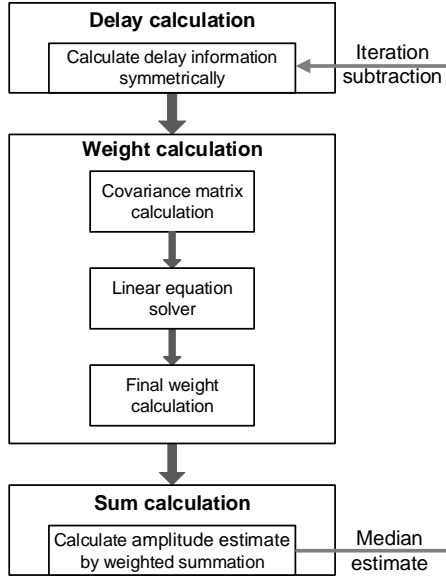 Delay calculation
Calculate delay information
symmetrically
Iteration
subtraction
Weight calculation
Covariance matrix
calculation
Linear equation
solver
Final weight
calculation
Sum calculation
Calculate amplitude estimate
by weighted summation
Median
estimate